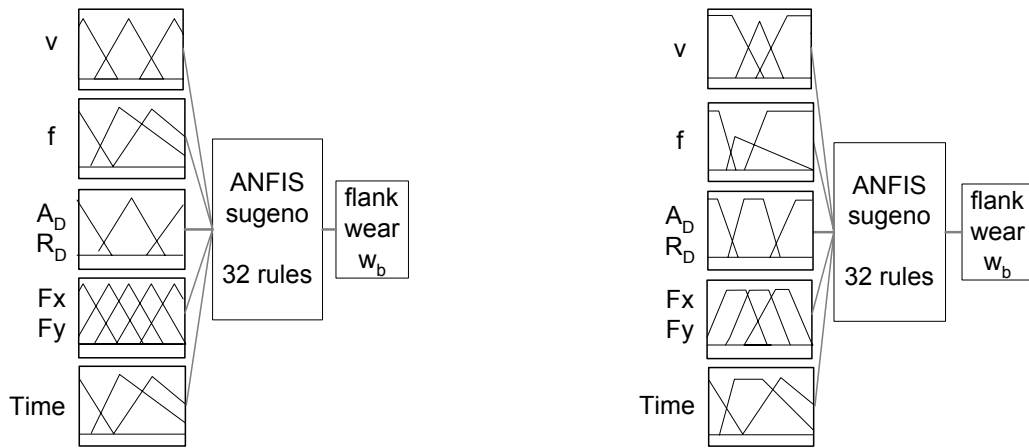 v
f
A_D
R_D
Fx
Fy
Time
ANFIS
sugeno
32 rules
flank
wear
w_b
v
f
A_D
R_D
Fx
Fy
Time
ANFIS
sugeno
32 rules
flank
wear
w_b